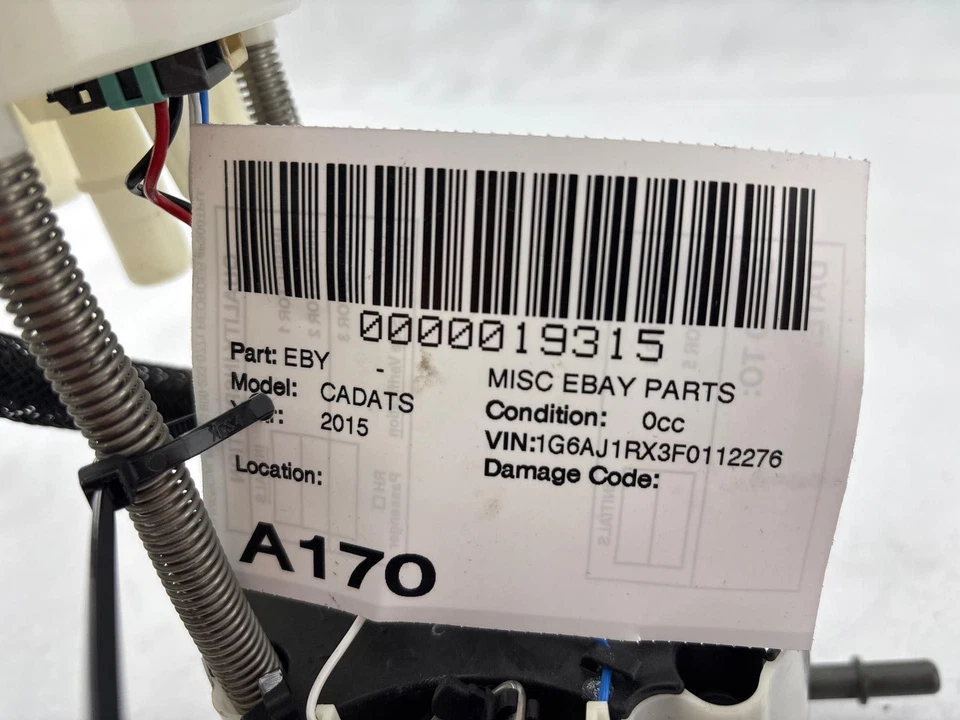 0000019315
Part: EBY -
MISC EBAY PARTS
Model: CADATS
Condition: 0cc
2015
VIN:1G6AJ1RX3F0112276
Location:
Damage Code:
A170